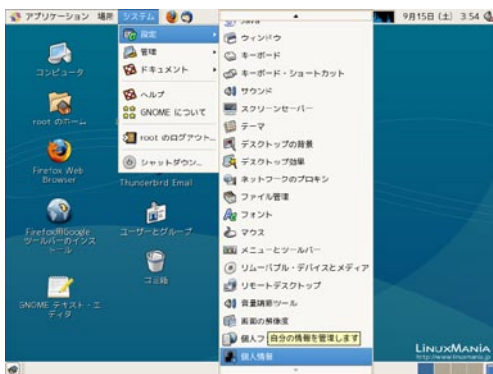 アプリケーション 場所 システム
9月15日 (土) 3:54
コンピュータ
root のホーム
Firefox Web
Browser
Thunderbird Email
Firefox用Google
ツールバーのインス
トール
ユーザーとグループ
ゴミ箱
GNOME テキスト・エ
ディタ
設定
管理
ドキュメント
ヘルプ
GNOME について
root のログアウト...
シャットダウン...
Java
ウィンドウ
キーボード
キーボード・ショートカット
サウンド
スクリーンセーバー
テーマ
デスクトップの背景
デスクトップ効果
ネットワークのプロキシ
ファイル管理
フォント
マウス
メニューとツールバー
リムーバブル・デバイスとメディア
リモートデスクトップ
音量調節ツール
画面の解像度
個人フ
自分の情報を管理します
個人情報
LINUXMANIA